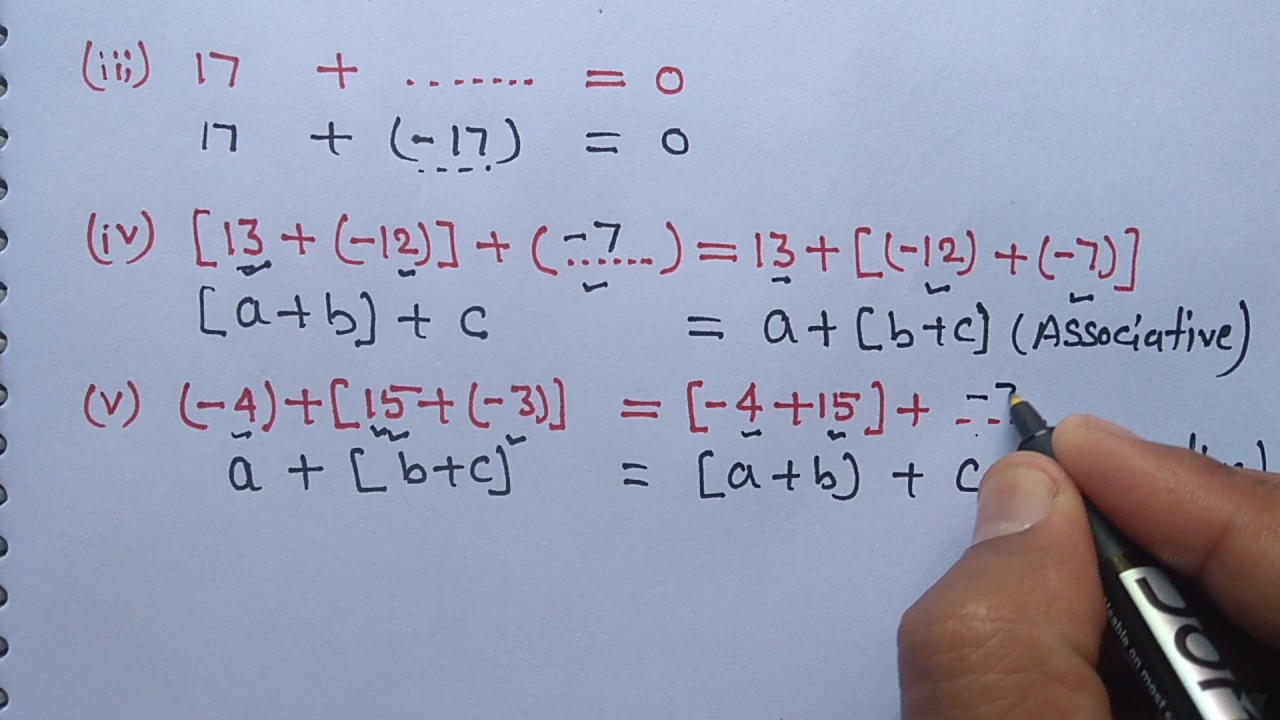 (iii) 17 + ....... = 0
17 + (-17) = 0
(iv) [13 + (-12)] + (-7) = 13 + [(-12) + (-7)]
[a+b] + c = a + [b+c] (Associative)
(v) (-4) + [15 + (-3)] = [-4 + 15] + -
a + [b+c] = [a+b) + c